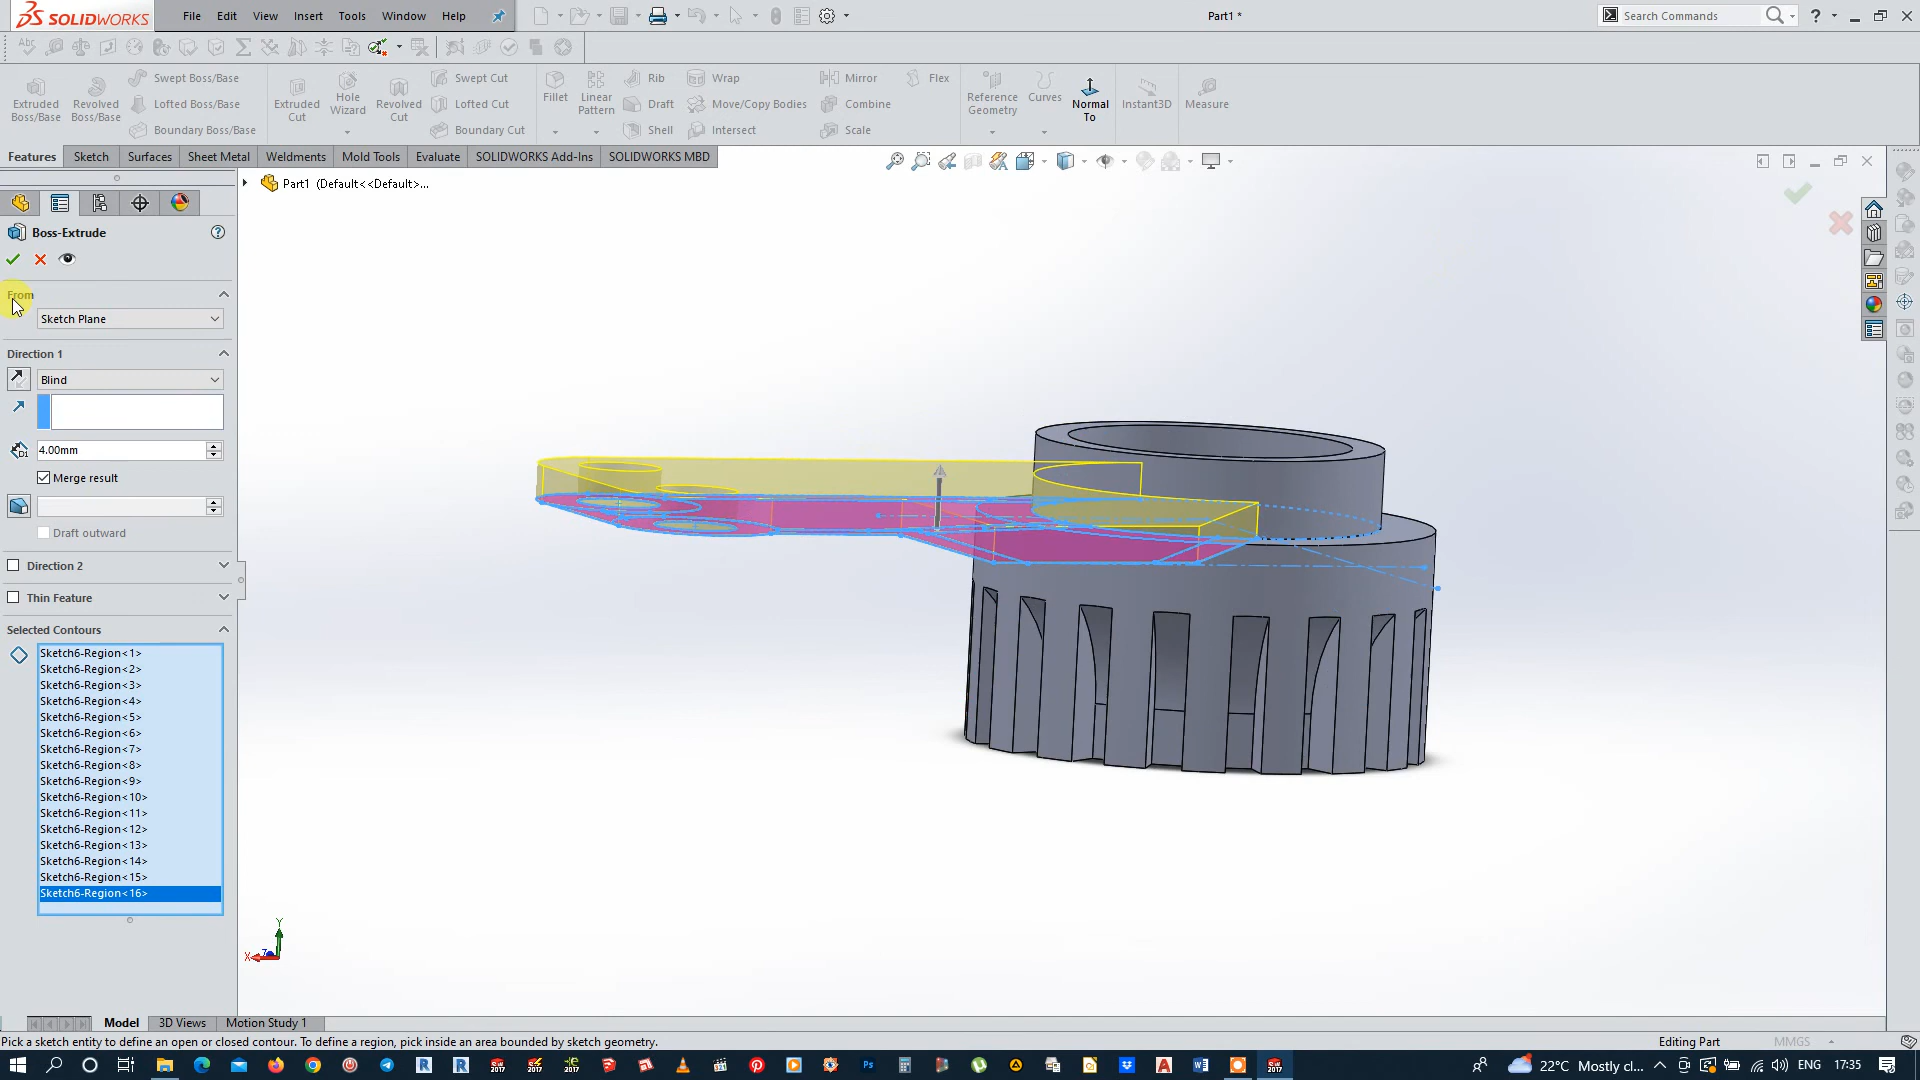 SOLIDWORKS
File Edit View Insert Tools Window Help
Part1 *
Search Commands
Extruded Boss/Base
Revolved Boss/Base
Swept Boss/Base
Lofted Boss/Base
Boundary Boss/Base
Extruded Cut
Hole Wizard
Revolved Cut
Swept Cut
Lofted Cut
Boundary Cut
Fillet
Linear Pattern
Rib
Draft
Shell
Wrap
Move/Copy Bodies
Intersect
Mirror
Combine
Scale
Flex
Reference Geometry
Curves
Normal To
Instant3D
Measure
Features Sketch Surfaces Sheet Metal Weldments Mold Tools Evaluate SOLIDWORKS Add-Ins SOLIDWORKS MBD
Part1 (Default<<Default>...
Boss-Extrude
From
Sketch Plane
Direction 1
Blind
4.00mm
Merge result
Draft outward
Direction 2
Thin Feature
Selected Contours
Sketch6-Region<1>
Sketch6-Region<2>
Sketch6-Region<3>
Sketch6-Region<4>
Sketch6-Region<5>
Sketch6-Region<6>
Sketch6-Region<7>
Sketch6-Region<8>
Sketch6-Region<9>
Sketch6-Region<10>
Sketch6-Region<11>
Sketch6-Region<12>
Sketch6-Region<13>
Sketch6-Region<14>
Sketch6-Region<15>
Sketch6-Region<16>
Y
X
Z
Model 3D Views Motion Study 1
Pick a sketch entity to define an open or closed contour. To define a region, pick inside an area bounded by sketch geometry.
Editing Part MMGS
22°C Mostly cl... ENG 17:35